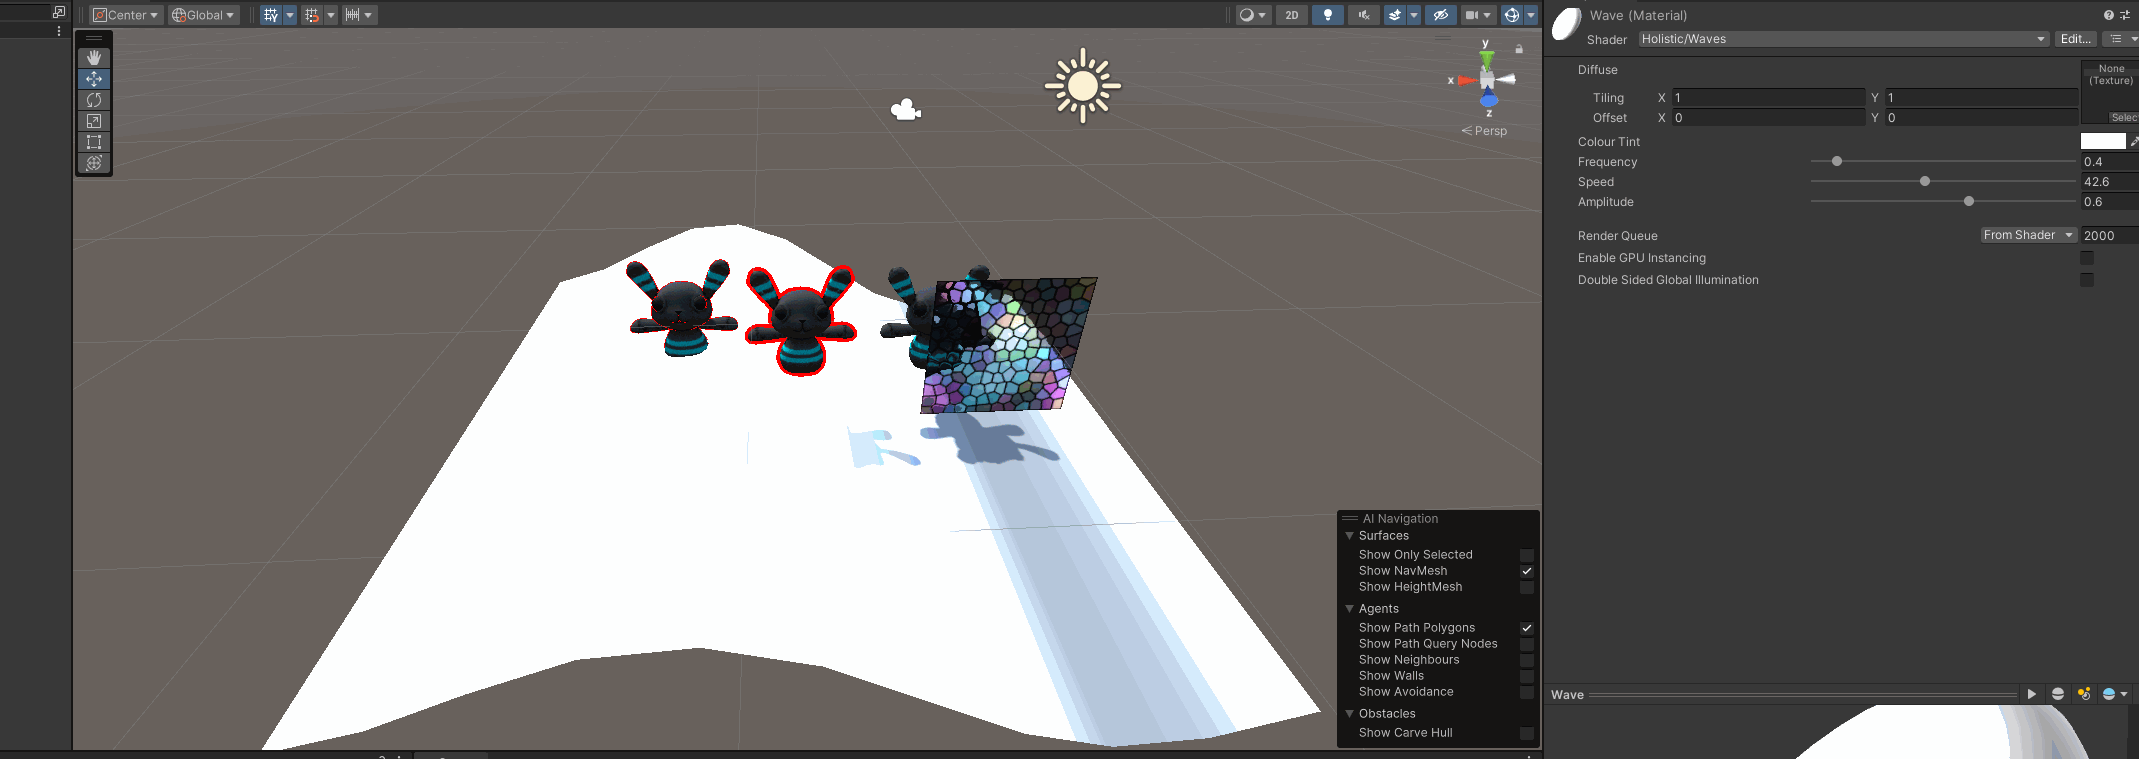 Center
Global
2D
y
x
z
Persp
AI Navigation
Surfaces
Show Only Selected
Show NavMesh
Show HeightMesh
Agents
Show Path Polygons
Show Path Query Nodes
Show Neighbours
Show Walls
Show Avoidance
Obstacles
Show Carve Hull
Wave (Material)
Shader Holistic/Waves Edit...
Diffuse
None
(Texture)
Tiling X 1 Y 1
Offset X 0 Y 0
Selec
Colour Tint
Frequency 0.4
Speed 42.6
Amplitude 0.6
Render Queue From Shader 2000
Enable GPU Instancing
Double Sided Global Illumination
Wave